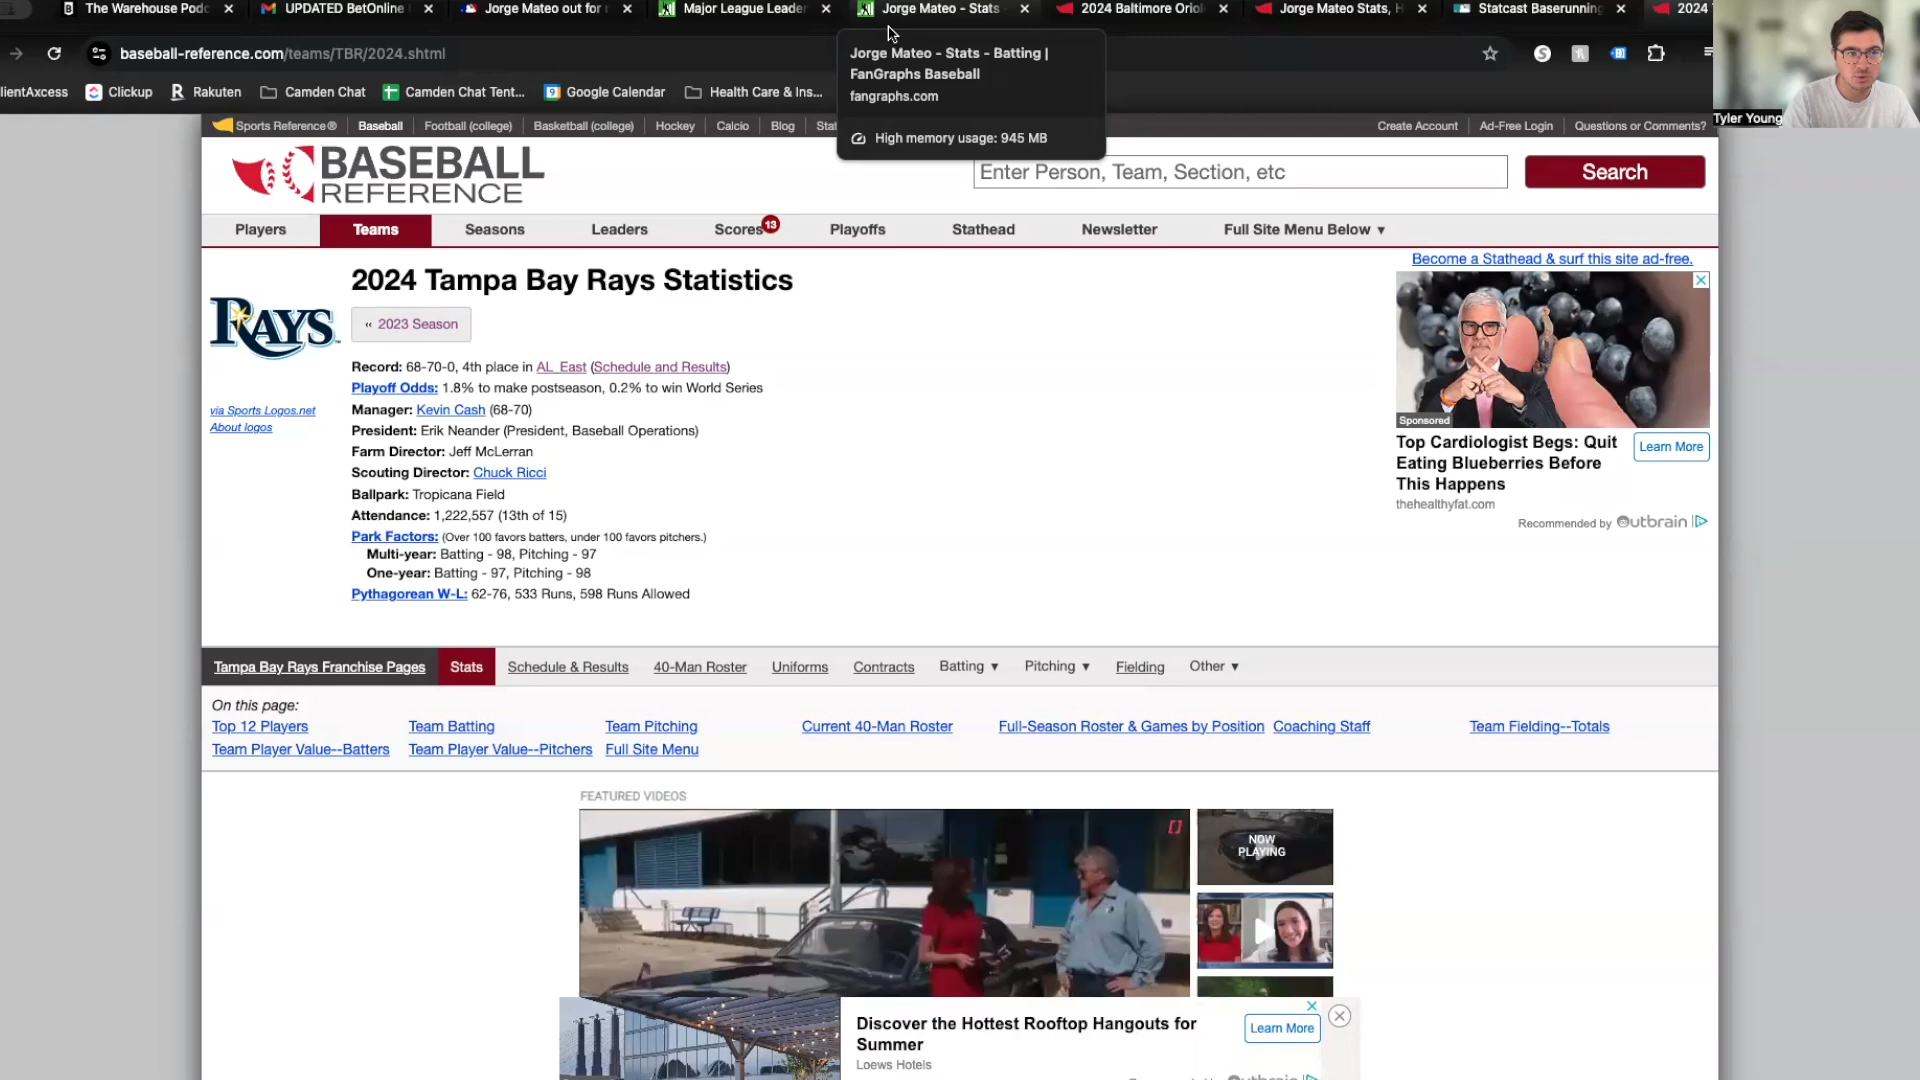 The Warehouse Podc
UPDATED BetOnline
Jorge Mateo out for
Major League Leader
Jorge Mateo - Stats
2024 Baltimore Oriol
Jorge Mateo Stats, H
Statcast Baserunning
2024
baseball-reference.com/teams/TBR/2024.shtml
Jorge Mateo - Stats - Batting |
FanGraphs Baseball
fangraphs.com
High memory usage: 945 MB
lientAxcess
Clickup
Rakuten
Camden Chat
Camden Chat Tent...
Google Calendar
Health Care & Ins...
Tyler Young
Sports Reference®
Baseball
Football (college)
Basketball (college)
Hockey
Calcio
Blog
Stat
Create Account
Ad-Free Login
Questions or Comments?
BASEBALL
REFERENCE
Enter Person, Team, Section, etc
Search
Players
Teams
Seasons
Leaders
Scores 13
Playoffs
Stathead
Newsletter
Full Site Menu Below ▼
Become a Stathead & surf this site ad-free.
2024 Tampa Bay Rays Statistics
RAYS
« 2023 Season
Record: 68-70-0, 4th place in AL_East (Schedule and Results)
Playoff Odds: 1.8% to make postseason, 0.2% to win World Series
Manager: Kevin Cash (68-70)
President: Erik Neander (President, Baseball Operations)
Farm Director: Jeff McLerran
Scouting Director: Chuck Ricci
Ballpark: Tropicana Field
Attendance: 1,222,557 (13th of 15)
Park Factors: (Over 100 favors batters, under 100 favors pitchers.)
Multi-year: Batting - 98, Pitching - 97
One-year: Batting - 97, Pitching - 98
Pythagorean W-L: 62-76, 533 Runs, 598 Runs Allowed
via Sports Logos.net
About logos
Sponsored
Top Cardiologist Begs: Quit
Eating Blueberries Before
This Happens
Learn More
thehealthyfat.com
Recommended by Outbrain
Tampa Bay Rays Franchise Pages
Stats
Schedule & Results
40-Man Roster
Uniforms
Contracts
Batting ▼
Pitching ▼
Fielding
Other ▼
On this page:
Top 12 Players
Team Batting
Team Pitching
Current 40-Man Roster
Full-Season Roster & Games by Position
Coaching Staff
Team Fielding--Totals
Team Player Value--Batters
Team Player Value--Pitchers
Full Site Menu
FEATURED VIDEOS
NOW
PLAYING
Discover the Hottest Rooftop Hangouts for
Summer
Learn More
Loews Hotels